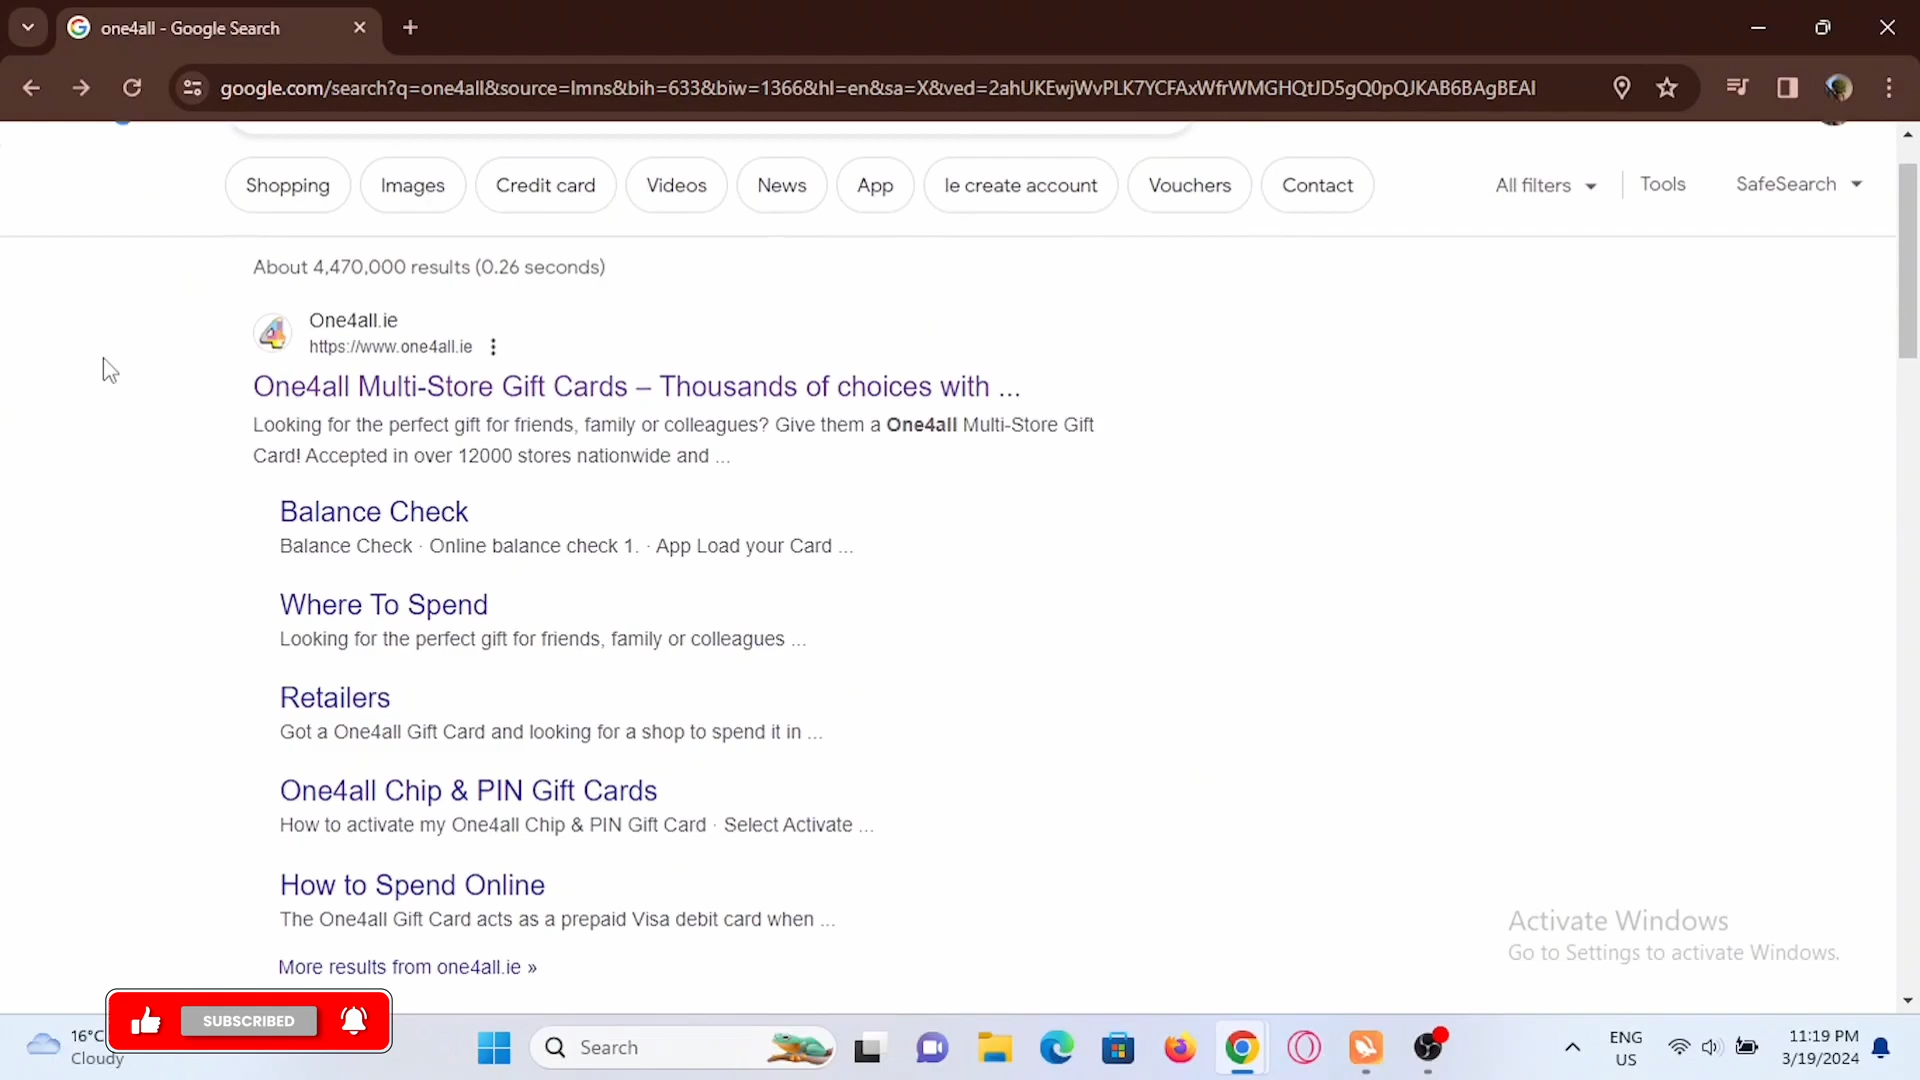 one4all - Google Search
google.com/search?q=one4all&source=lmns&bih=633&biw=1366&hl=en&sa=X&ved=2ahUKEwjWvPLK7YCFAxWfrWMGHQtJD5gQ0pQJKAB6BAgBEAI
Shopping Images Credit card Videos News App Ie create account Vouchers Contact All filters Tools SafeSearch
About 4,470,000 results (0.26 seconds)
One4all.ie
https://www.one4all.ie
One4all Multi-Store Gift Cards – Thousands of choices with ...
Looking for the perfect gift for friends, family or colleagues? Give them a One4all Multi-Store Gift
Card! Accepted in over 12000 stores nationwide and ...
Balance Check
Balance Check · Online balance check 1. · App Load your Card ...
Where To Spend
Looking for the perfect gift for friends, family or colleagues ...
Retailers
Got a One4all Gift Card and looking for a shop to spend it in ...
One4all Chip & PIN Gift Cards
How to activate my One4all Chip & PIN Gift Card · Select Activate ...
How to Spend Online
The One4all Gift Card acts as a prepaid Visa debit card when ...
More results from one4all.ie »
Activate Windows
Go to Settings to activate Windows.
SUBSCRIBED
16°C
Cloudy
Search
ENG
US
11:19 PM
3/19/2024